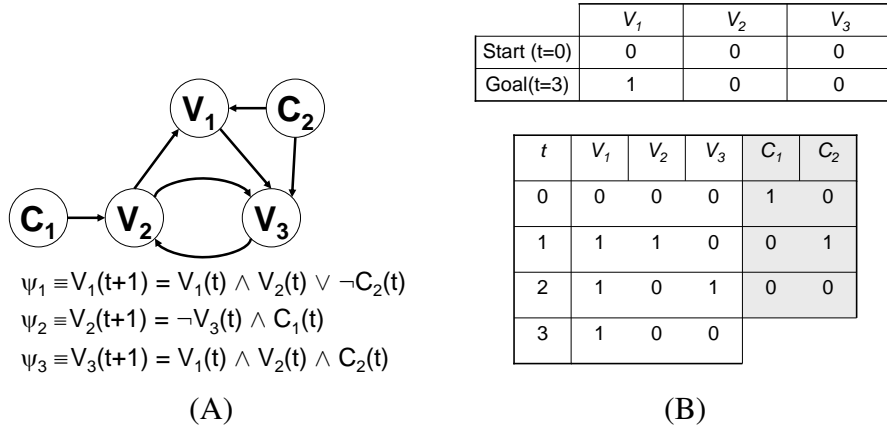 V₁
C₂
C₁
V₂
V₃
ψ₁ ≡V₁(t+1) = V₁(t) ∧ V₂(t) ∨ ¬C₂(t)
ψ₂ ≡V₂(t+1) = ¬V₃(t) ∧ C₁(t)
ψ₃ ≡V₃(t+1) = V₁(t) ∧ V₂(t) ∧ C₂(t)
(A)
V₁ V₂ V₃
Start (t=0) 0 0 0
Goal(t=3) 1 0 0
t V₁ V₂ V₃ C₁ C₂
0 0 0 0 1 0
1 1 1 0 0 1
2 1 0 1 0 0
3 1 0 0
(B)